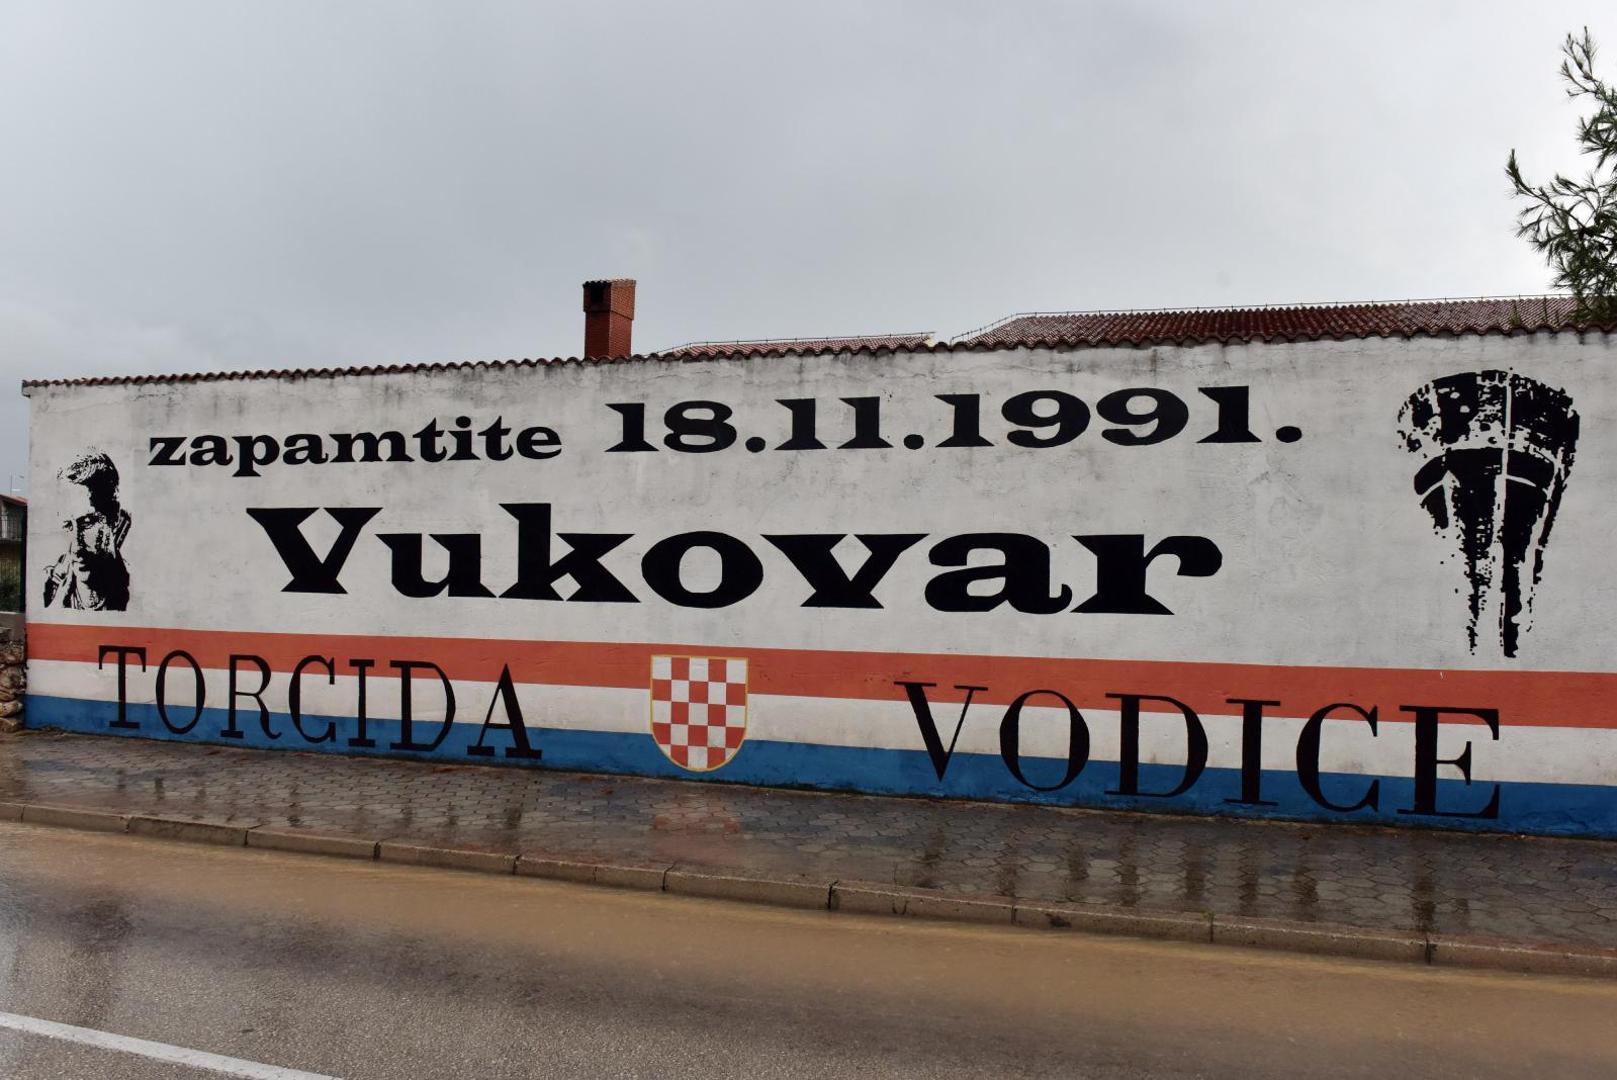 zapamtite 18.11.1991.
Vukovar
TORCIDA VODICE